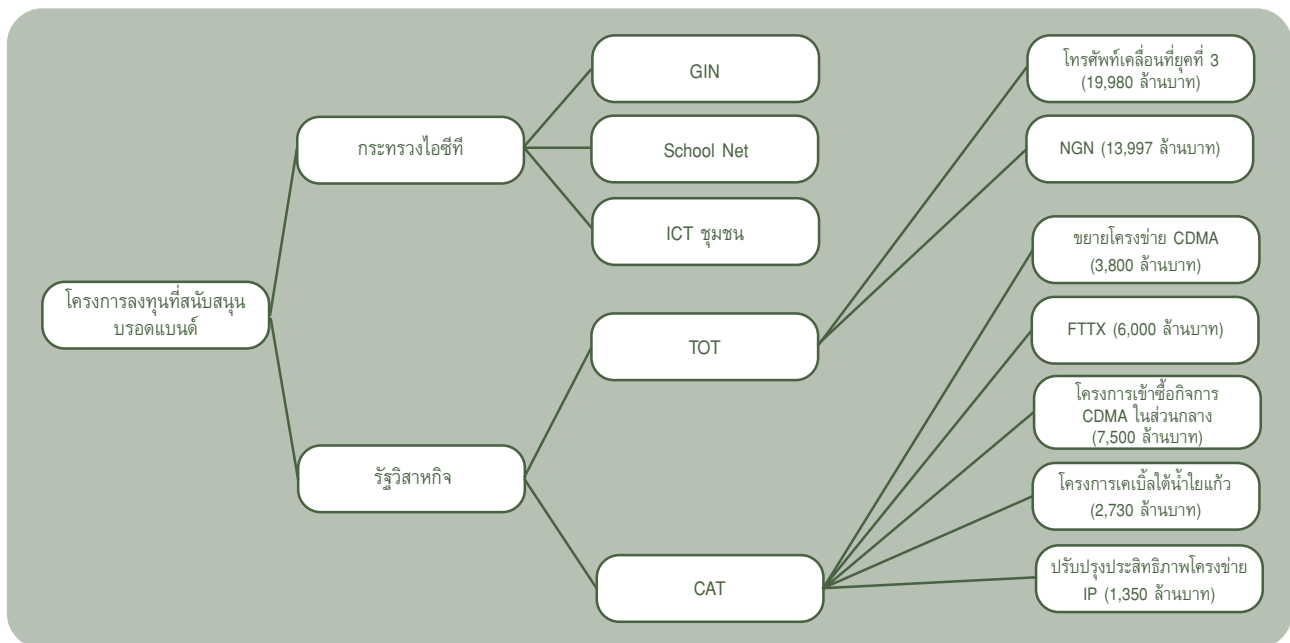 โครงการลงทุนที่สนับสนุน
บรอดแบนด์
กระทรวงไอซีที
รัฐวิสาหกิจ
GIN
School Net
ICT ชุมชน
TOT
CAT
โทรศัพท์เคลื่อนที่ยุคที่ 3
(19,980 ล้านบาท)
NGN (13,997 ล้านบาท)
ขยายโครงข่าย CDMA
(3,800 ล้านบาท)
FTTX (6,000 ล้านบาท)
โครงการเข้าซื้อกิจการ
CDMA ในส่วนกลาง
(7,500 ล้านบาท)
โครงการเคเบิ้ลใต้น้ำใยแก้ว
(2,730 ล้านบาท)
ปรับปรุงประสิทธิภาพโครงข่าย
IP (1,350 ล้านบาท)